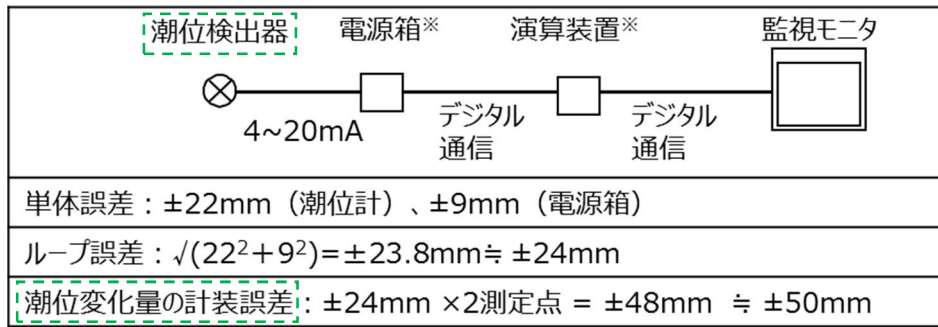 潮位検出器 電源箱※ 演算装置※ 監視モニタ
4~20mA デジタル通信 デジタル通信
単体誤差：±22mm（潮位計）、±9mm（電源箱）
ループ誤差：√(22²+9²)=±23.8mm≒ ±24mm
潮位変化量の計装誤差：±24mm ×2測定点 = ±48mm ≒ ±50mm